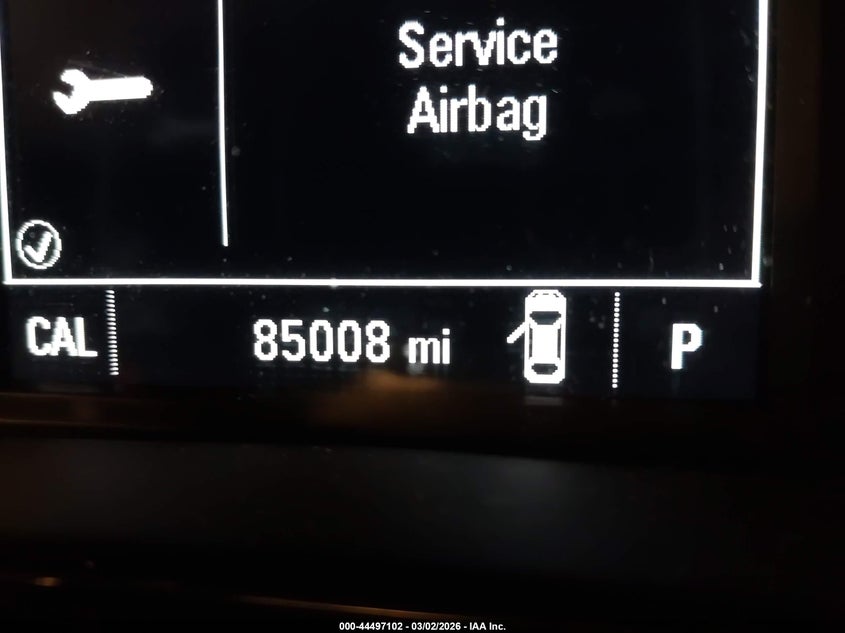 Service
Airbag
CAL 85008 mi P
000-44497102 - 03/02/2026 - IAA Inc.